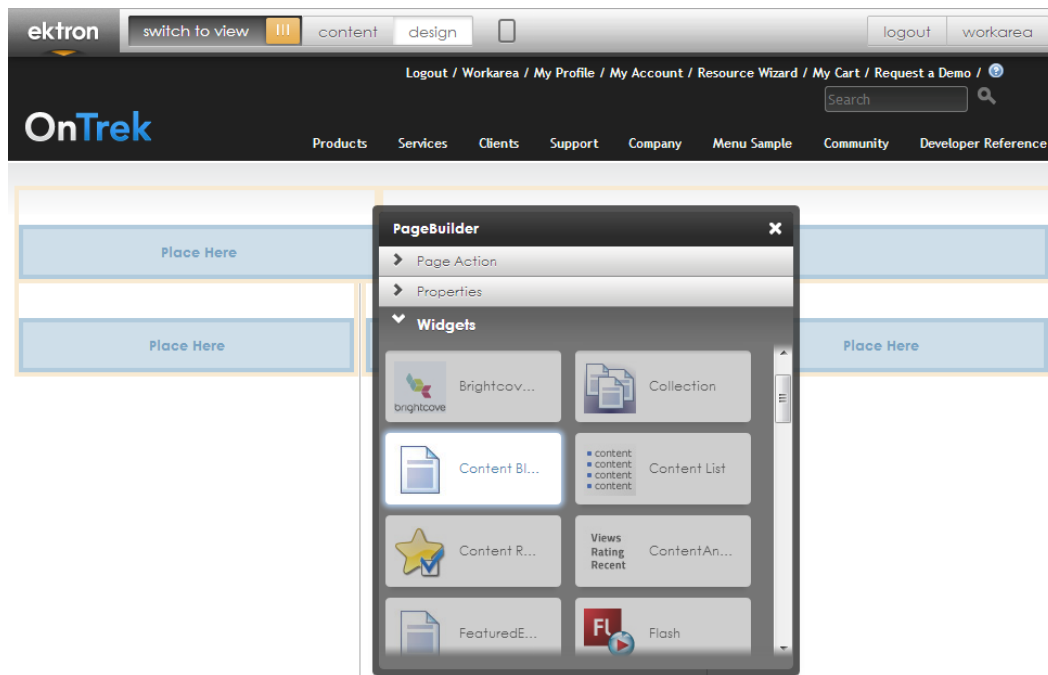 ektron switch to view content design logout workarea
Logout / Workarea / My Profile / My Account / Resource Wizard / My Cart / Request a Demo /
Search
OnTrek
Products Services Clients Support Company Menu Sample Community Developer Reference
PageBuilder
Place Here
Page Action
Properties
Widgets
Place Here
Place Here
Brightcov...
brightcove
Collection
Content Bl...
content
content
content
content
Content List
Content R...
Views
Rating
Recent
ContentAn...
FeaturedE...
FL
Flash